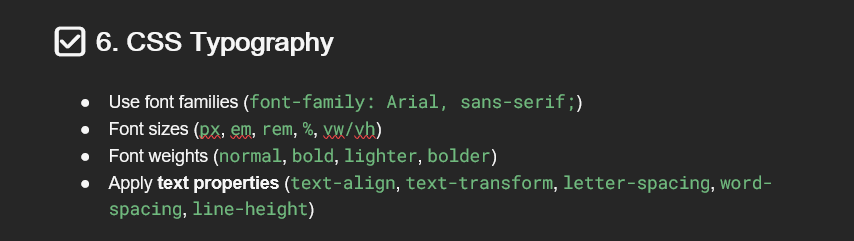 6. CSS Typography
Use font families (font-family: Arial, sans-serif;)
Font sizes (px, em, rem, %, vw/vh)
Font weights (normal, bold, lighter, bolder)
Apply text properties (text-align, text-transform, letter-spacing, word-
spacing, line-height)